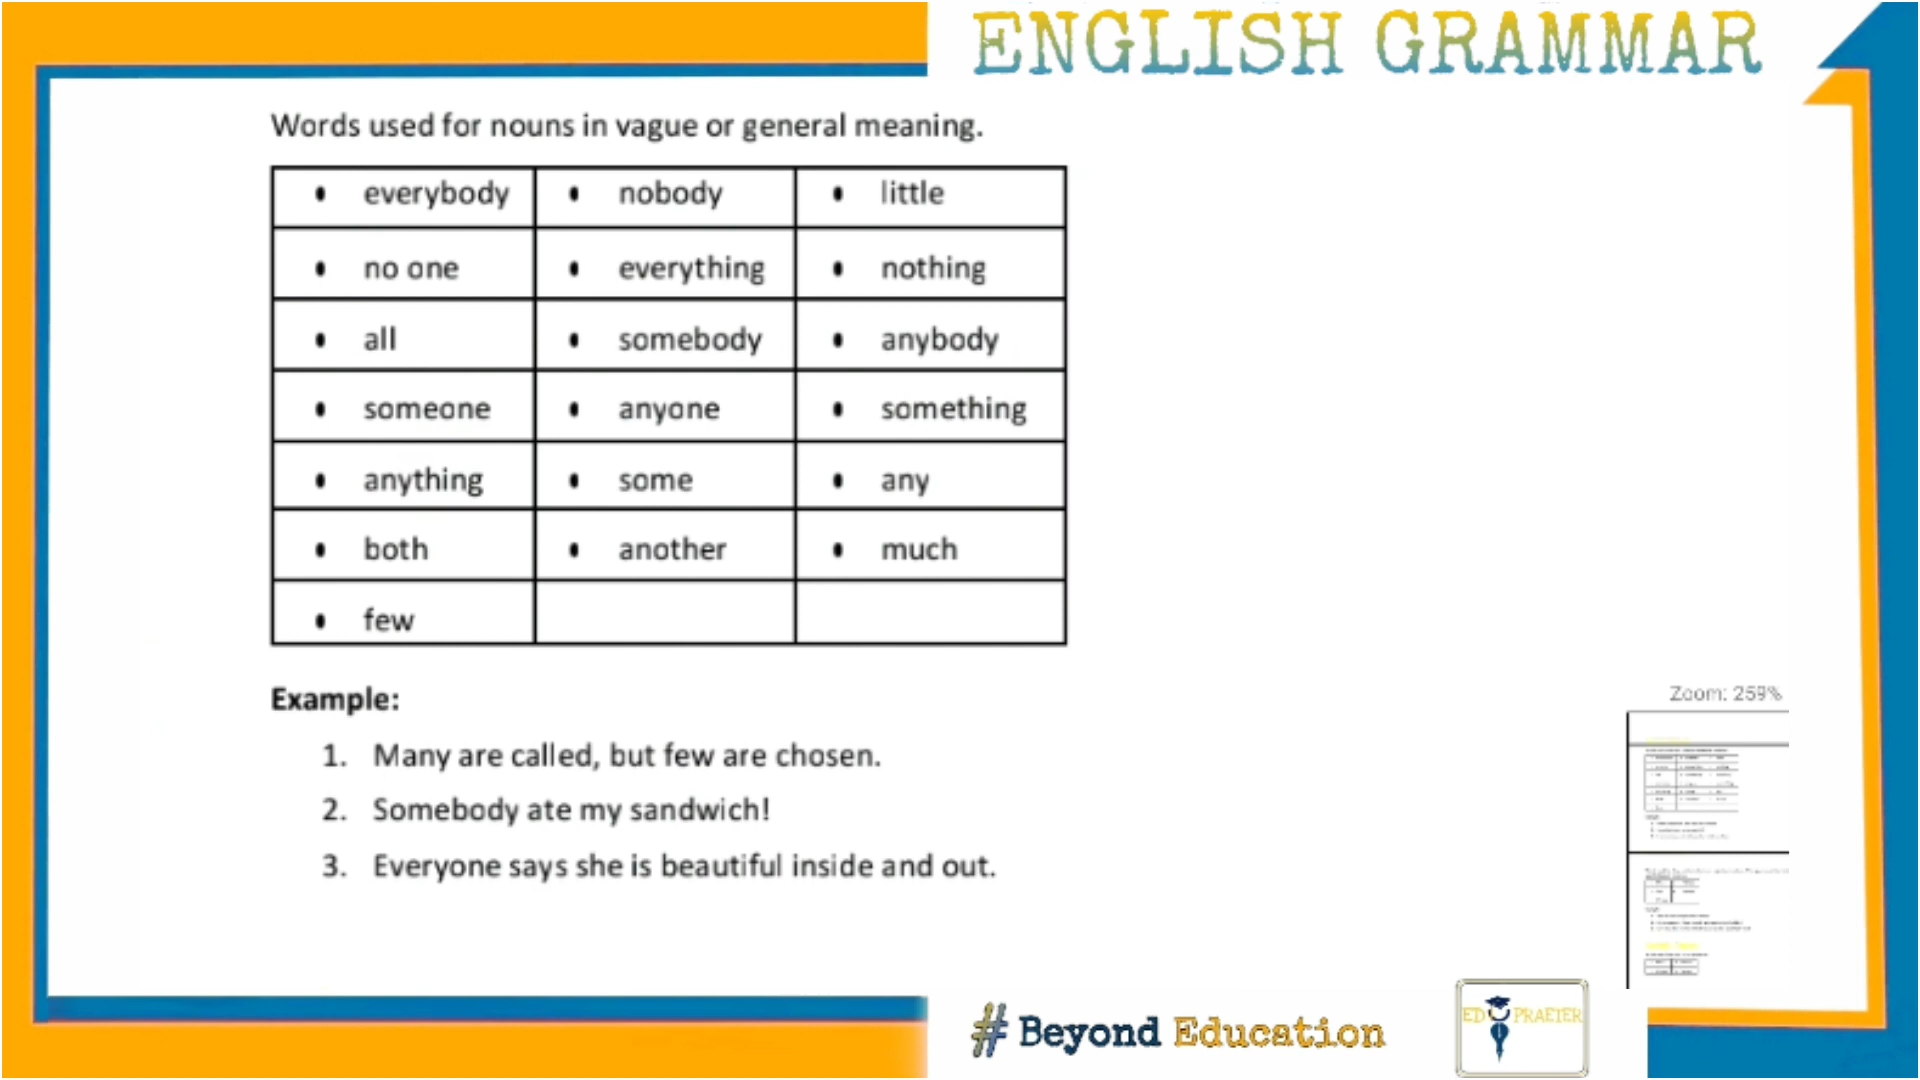 ENGLISH GRAMMAR
Words used for nouns in vague or general meaning.
• everybody • nobody • little
• no one • everything • nothing
• all • somebody • anybody
• someone • anyone • something
• anything • some • any
• both • another • much
• few
Example:
1. Many are called, but few are chosen.
2. Somebody ate my sandwich!
3. Everyone says she is beautiful inside and out.
Zoom: 259%
# Beyond Education
EDU PRAETER